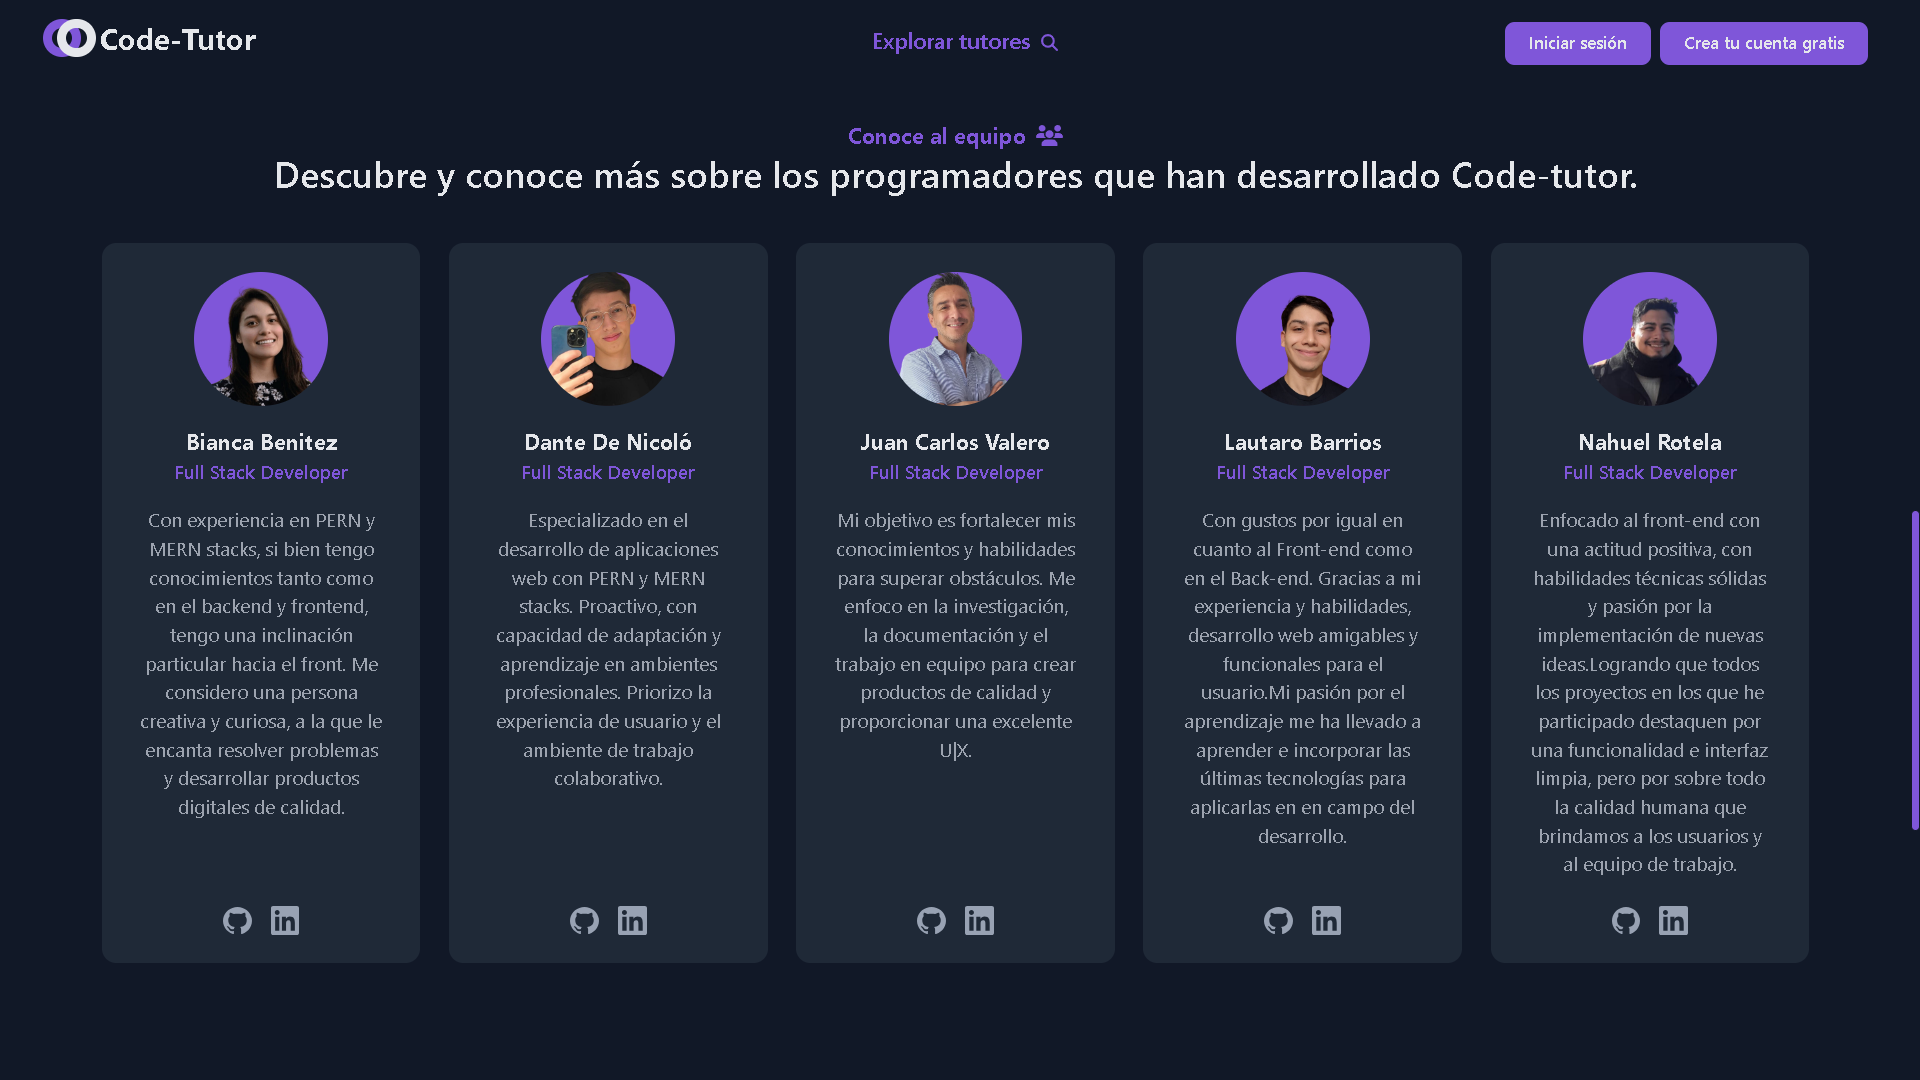 Code-Tutor
Explorar tutores
Iniciar sesión
Crea tu cuenta gratis
Conoce al equipo
Descubre y conoce más sobre los programadores que han desarrollado Code-tutor.
Bianca Benitez
Full Stack Developer
Con experiencia en PERN y
MERN stacks, si bien tengo
conocimientos tanto como
en el backend y frontend,
tengo una inclinación
particular hacia el front. Me
considero una persona
creativa y curiosa, a la que le
encanta resolver problemas
y desarrollar productos
digitales de calidad.
Dante De Nicoló
Full Stack Developer
Especializado en el
desarrollo de aplicaciones
web con PERN y MERN
stacks. Proactivo, con
capacidad de adaptación y
aprendizaje en ambientes
profesionales. Priorizo la
experiencia de usuario y el
ambiente de trabajo
colaborativo.
Juan Carlos Valero
Full Stack Developer
Mi objetivo es fortalecer mis
conocimientos y habilidades
para superar obstáculos. Me
enfoco en la investigación,
la documentación y el
trabajo en equipo para crear
productos de calidad y
proporcionar una excelente
U|X.
Lautaro Barrios
Full Stack Developer
Con gustos por igual en
cuanto al Front-end como
en el Back-end. Gracias a mi
experiencia y habilidades,
desarrollo web amigables y
funcionales para el
usuario.Mi pasión por el
aprendizaje me ha llevado a
aprender e incorporar las
últimas tecnologías para
aplicarlas en en campo del
desarrollo.
Nahuel Rotela
Full Stack Developer
Enfocado al front-end con
una actitud positiva, con
habilidades técnicas sólidas
y pasión por la
implementación de nuevas
ideas.Logrando que todos
los proyectos en los que he
participado destaquen por
una funcionalidad e interfaz
limpia, pero por sobre todo
la calidad humana que
brindamos a los usuarios y
al equipo de trabajo.